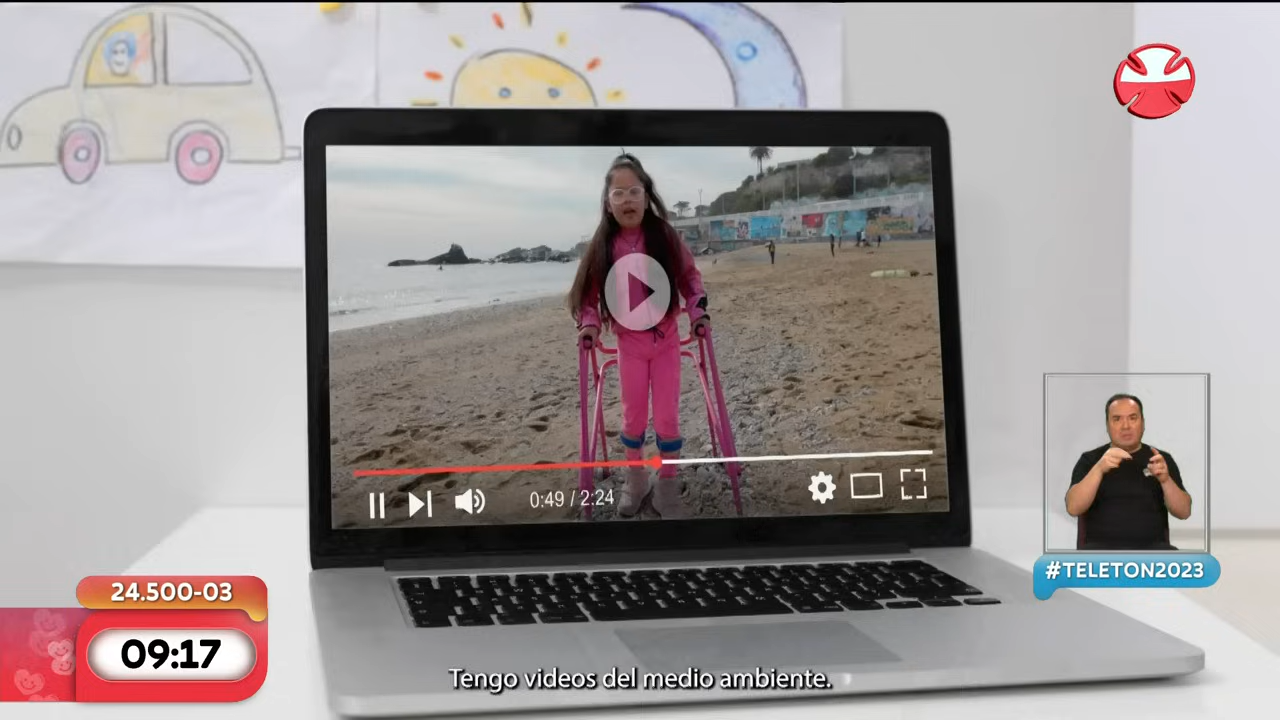 0:49 / 2:24
#TELETON2023
24.500-03
09:17
Tengo videos del medio ambiente.